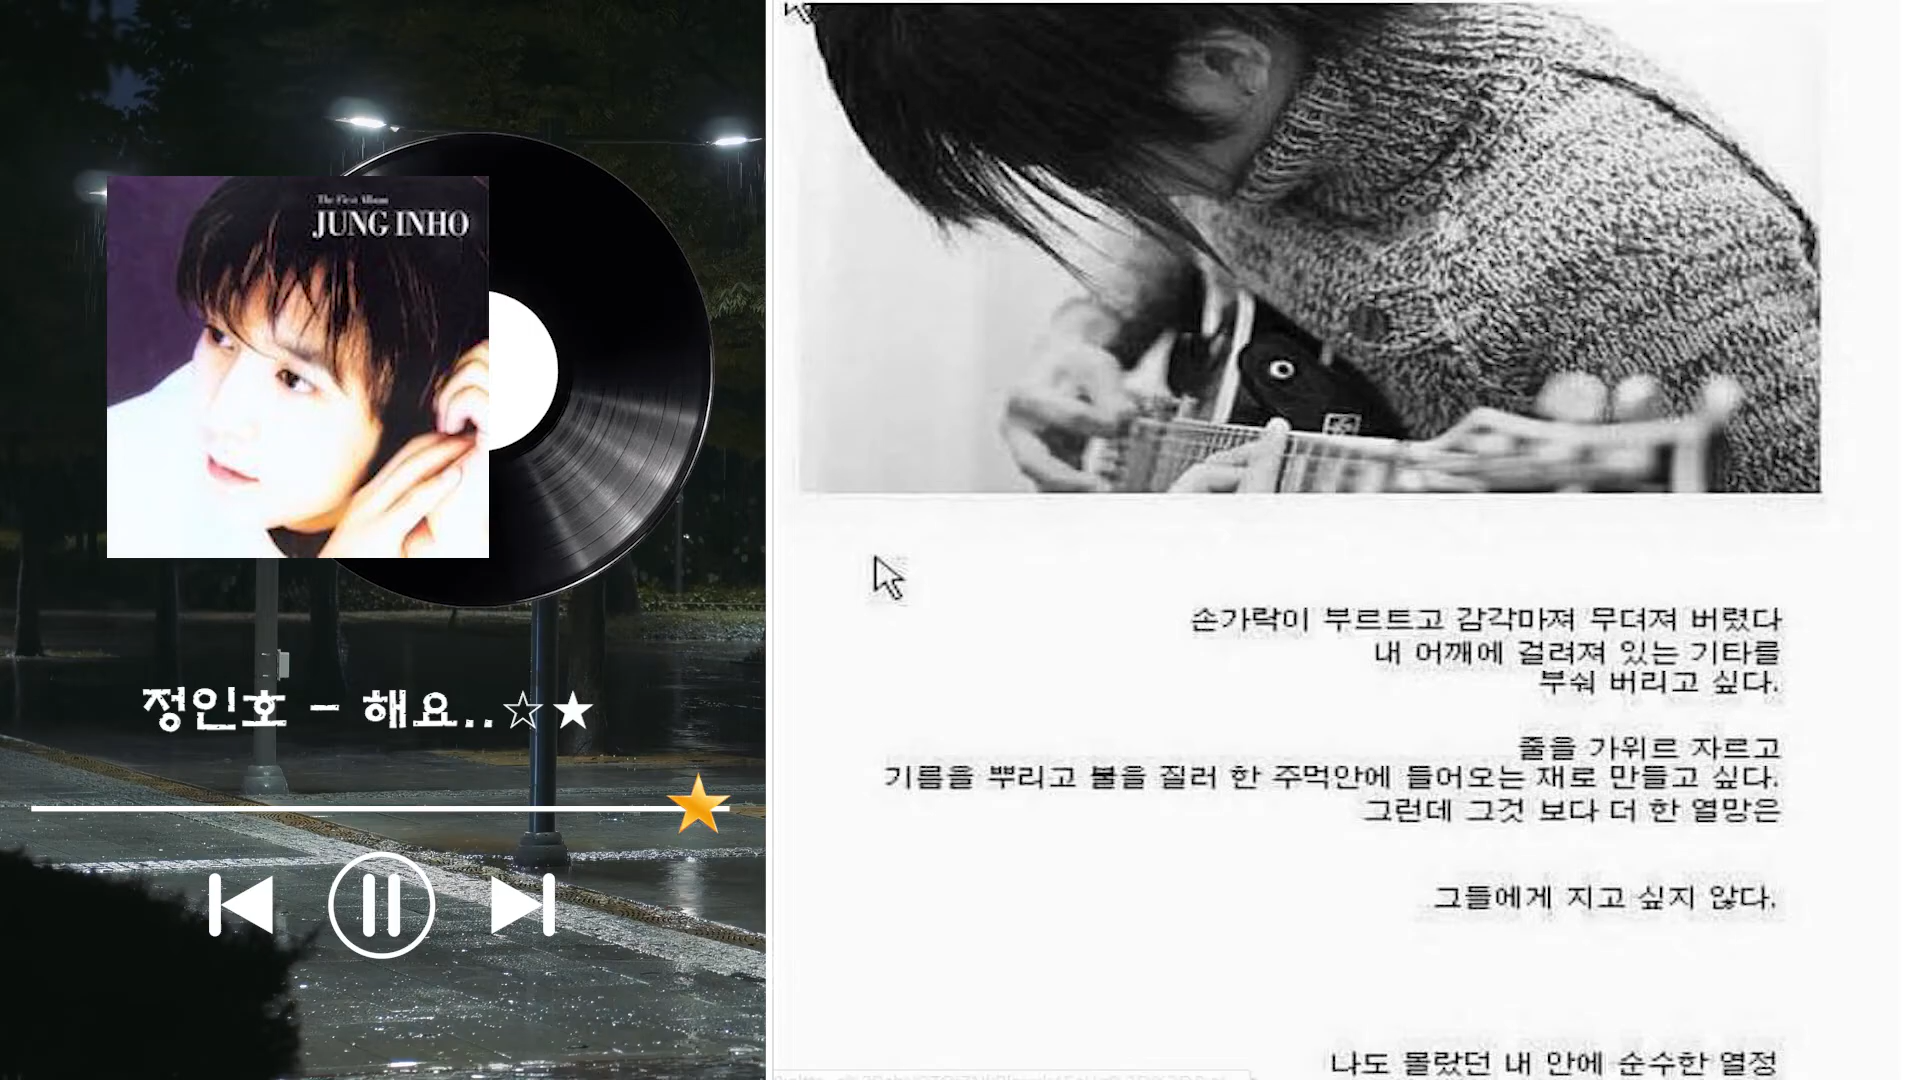 The First Album
JUNG INHO
정인호 - 해요..☆★
손가락이 부르트고 감각마져 무뎌져 버렸다
내 어깨에 걸려져 있는 기타를
부숴 버리고 싶다.
줄을 가위르 자르고
기름을 뿌리고 불을 질러 한 주먹안에 들어오는 재로 만들고 싶다.
그런데 그것 보다 더 한 열망은
그들에게 지고 싶지 않다.
나도 몰랐던 내 안에 순수한 열정